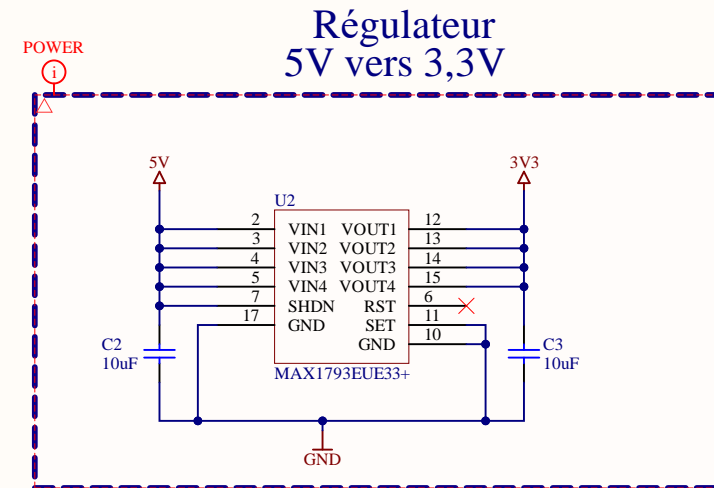 Régulateur
5V vers 3,3V
POWER
i
5V
3V3
U2
2 VIN1 VOUT1 12
3 VIN2 VOUT2 13
4 VIN3 VOUT3 14
5 VIN4 VOUT4 15
7 SHDN RST 6
17 GND SET 11
GND 10
C2
10uF
C3
10uF
MAX1793EUE33+
GND